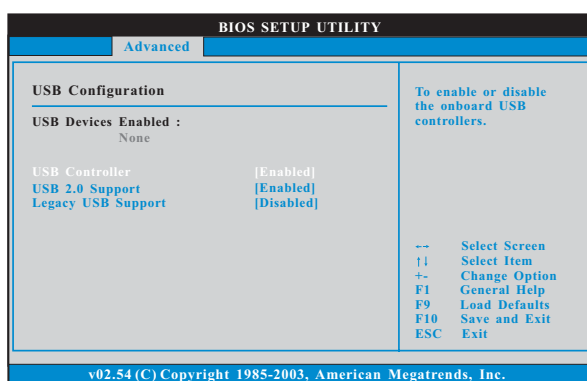 BIOS SETUP UTILITY
Advanced
USB Configuration
USB Devices Enabled :
None
USB Controller [Enabled]
USB 2.0 Support [Enabled]
Legacy USB Support [Disabled]
To enable or disable
the onboard USB
controllers.
←→ Select Screen
↑↓ Select Item
+- Change Option
F1 General Help
F9 Load Defaults
F10 Save and Exit
ESC Exit
v02.54 (C) Copyright 1985-2003, American Megatrends, Inc.